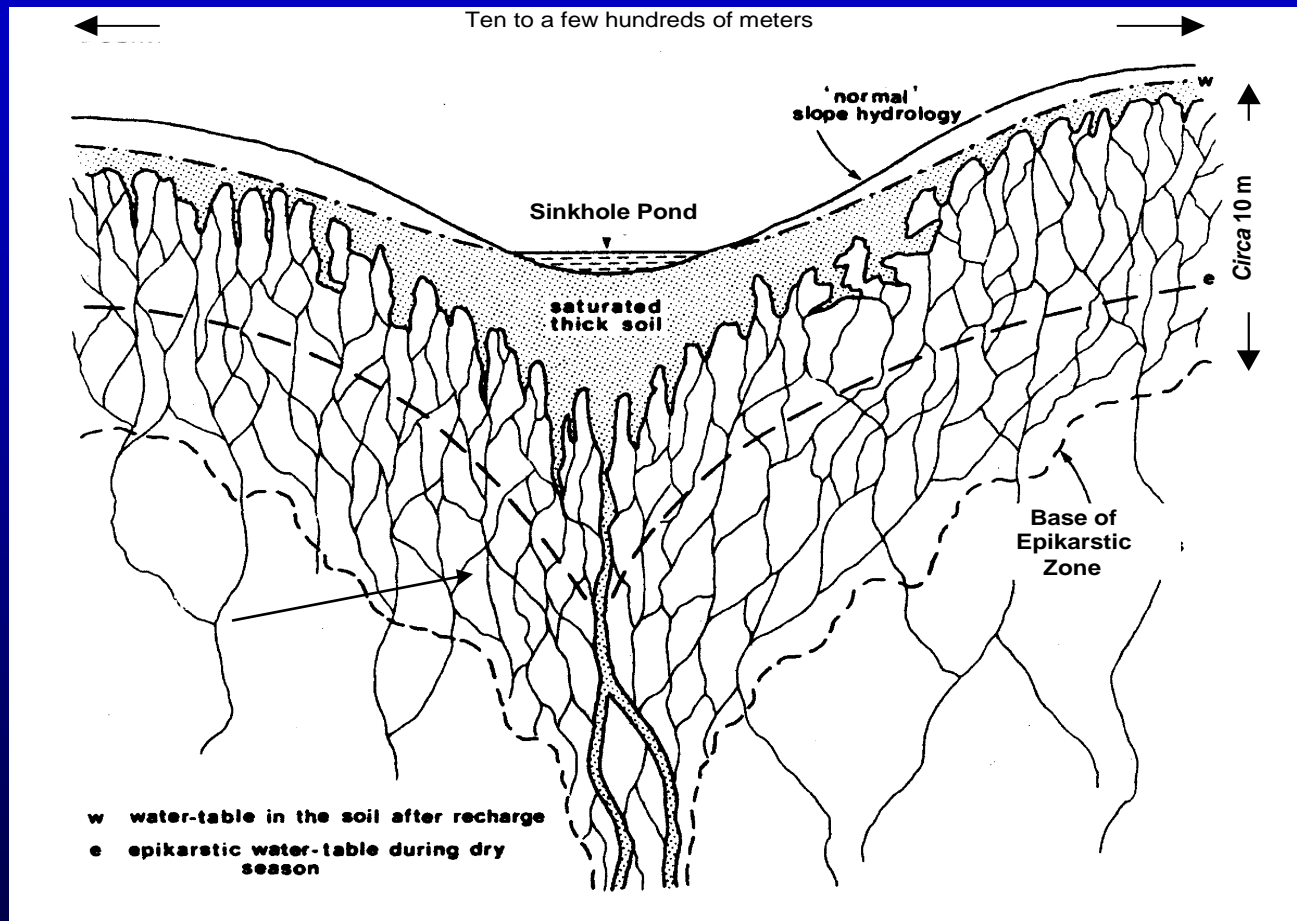 Ten to a few hundreds of meters
'normal'
slope hydrology
w
Sinkhole Pond
Circa 10 m
e
saturated
thick soil
Base of
Epikarstic
Zone
w water-table in the soil after recharge
e epikarstic water-table during dry
season